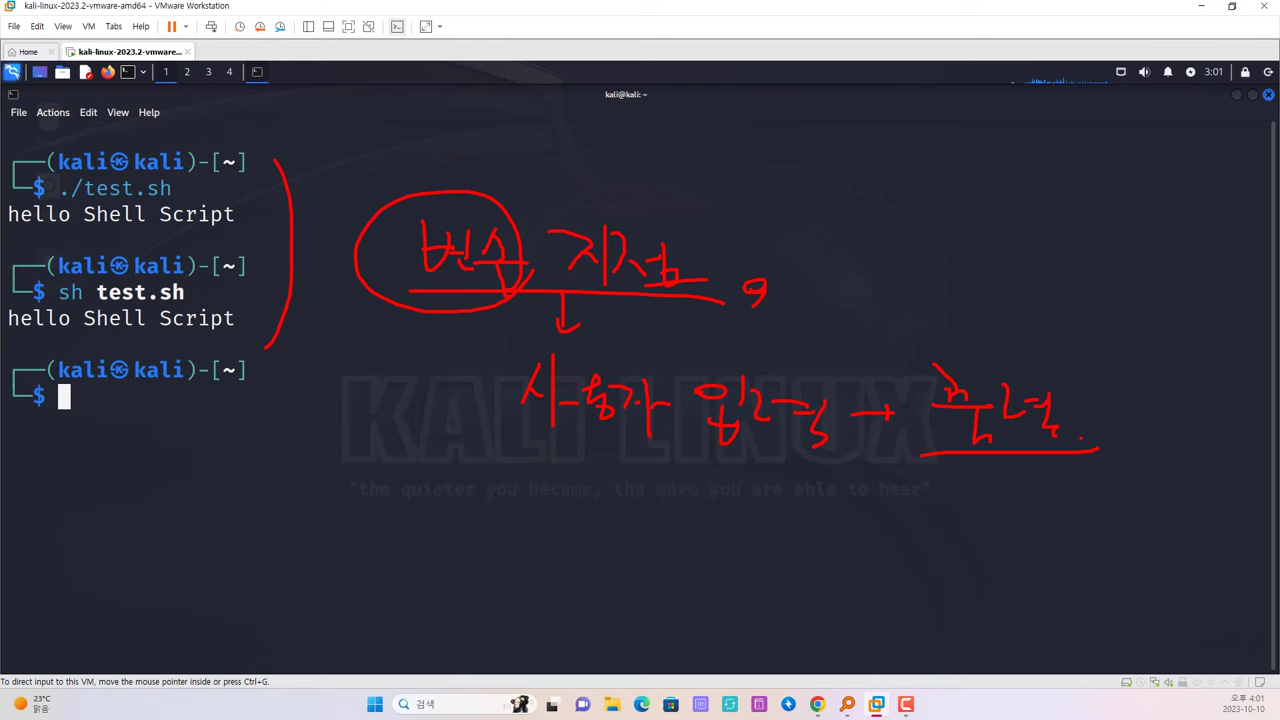 kali-linux-2023.2-vmware-amd64 - VMware Workstation
File Edit View VM Tabs Help
Home kali-linux-2023.2-vmware...
1 2 3 4 3:01
kali@kali: ~
File Actions Edit View Help
(kali㉿kali)-[~]
$ ./test.sh
hello Shell Script
(kali㉿kali)-[~]
$ sh test.sh
hello Shell Script
(kali㉿kali)-[~]
$
변수 지정,
사용자 입력 → 출력.
KALI LINUX
"the quieter you become, the more you are able to hear"
To direct input to this VM, move the mouse pointer inside or press Ctrl+G.
23°C
맑음
검색
오후 4:01
2023-10-10